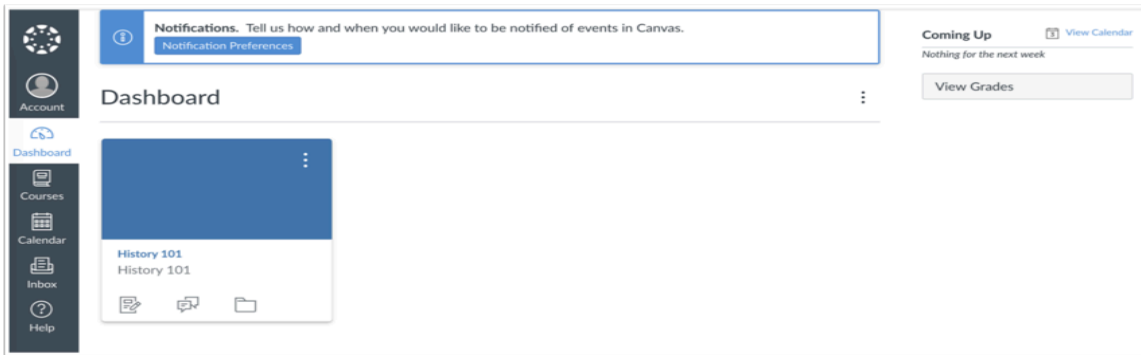 Account
Dashboard
Courses
Calendar
Inbox
Help
Notifications. Tell us how and when you would like to be notified of events in Canvas.
Notification Preferences
Dashboard
History 101
History 101
Coming Up
View Calendar
Nothing for the next week
View Grades